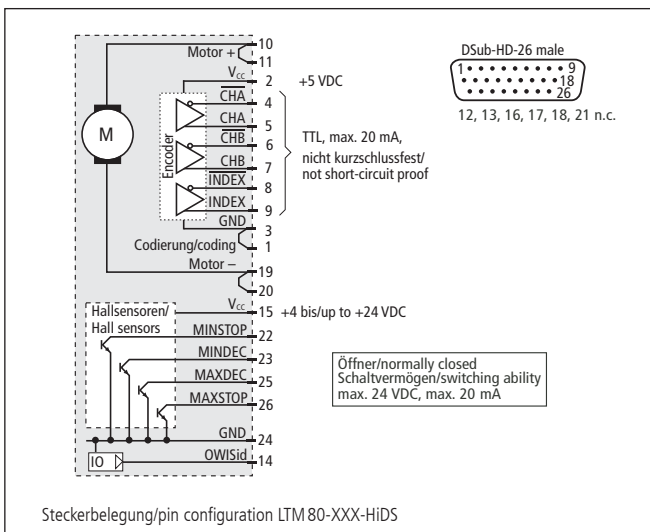 Motor + 10
11
Vcc 2 +5 VDC
CHA 4
CHA 5
CHB 6
CHB 7
INDEX 8
INDEX 9
GND 3
Codierung/coding 1
Motor – 19
20
M
Encoder
TTL, max. 20 mA,
nicht kurzschlussfest/
not short-circuit proof
DSub-HD-26 male
1 9
18
26
12, 13, 16, 17, 18, 21 n.c.
Hallsensoren/
Hall sensors
Vcc 15 +4 bis/up to +24 VDC
MINSTOP 22
MINDEC 23
MAXDEC 25
MAXSTOP 26
GND 24
IO OWISid 14
Öffner/normally closed
Schaltvermögen/switching ability
max. 24 VDC, max. 20 mA
Steckerbelegung/pin configuration LTM 80-XXX-HiDS